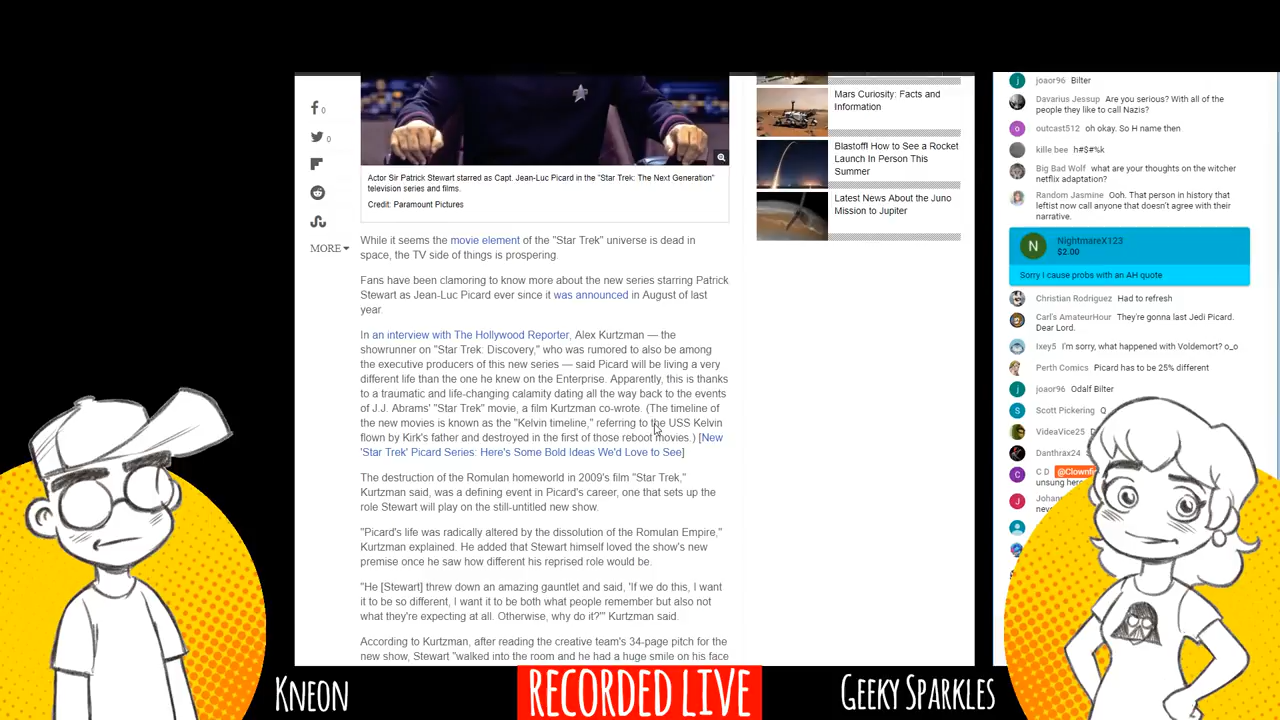 0
0
MORE
Actor Sir Patrick Stewart starred as Capt. Jean-Luc Picard in the "Star Trek: The Next Generation"
television series and films.
Credit: Paramount Pictures
While it seems the movie element of the "Star Trek" universe is dead in
space, the TV side of things is prospering.
Fans have been clamoring to know more about the new series starring Patrick
Stewart as Jean-Luc Picard ever since it was announced in August of last
year.
In an interview with The Hollywood Reporter, Alex Kurtzman — the
showrunner on "Star Trek: Discovery," who was rumored to also be among
the executive producers of this new series — said Picard will be living a very
different life than the one he knew on the Enterprise. Apparently, this is thanks
to a traumatic and life-changing calamity dating all the way back to the events
of J.J. Abrams' "Star Trek" movie, a film Kurtzman co-wrote. (The timeline of
the new movies is known as the "Kelvin timeline," referring to the USS Kelvin
flown by Kirk's father and destroyed in the first of those reboot movies.) [New
'Star Trek' Picard Series: Here's Some Bold Ideas We'd Love to See]
The destruction of the Romulan homeworld in 2009's film "Star Trek,"
Kurtzman said, was a defining event in Picard's career, one that sets up the
role Stewart will play on the still-untitled new show.
"Picard's life was radically altered by the dissolution of the Romulan Empire,"
Kurtzman explained. He added that Stewart himself loved the show's new
premise once he saw how different his reprised role would be.
"He [Stewart] threw down an amazing gauntlet and said, 'If we do this, I want
it to be so different, I want it to be both what people remember but also not
what they're expecting at all. Otherwise, why do it?'" Kurtzman said.
According to Kurtzman, after reading the creative team's 34-page pitch for the
new show, Stewart "walked into the room and he had a huge smile on his face
Mars Curiosity: Facts and
Information
Blastoff! How to See a Rocket
Launch In Person This
Summer
Latest News About the Juno
Mission to Jupiter
j joaor96 Bilter
Davarius Jessup Are you serious? With all of the
people they like to call Nazis?
o outcast512 oh okay. So H name then
kille bee h#$#%k
Big Bad Wolf what are your thoughts on the witcher
netflix adaptation?
Random Jasmine Ooh. That person in history that
leftist now call anyone that doesn't agree with their
narrative.
N NightmareX123
$2.00
Sorry I cause probs with an AH quote
Christian Rodriguez Had to refresh
Carl's AmateurHour They're gonna last Jedi Picard.
Dear Lord.
Ixey5 I'm sorry, what happened with Voldemort? o_o
Perth Comics Picard has to be 25% different
j joaor96 Odalf Bilter
S Scott Pickering Q
VideaVice25
Danthrax24
C C D @Clownf
unsung her
J Johan
nev
KNEON
RECORDED LIVE
GEEKY SPARKLES